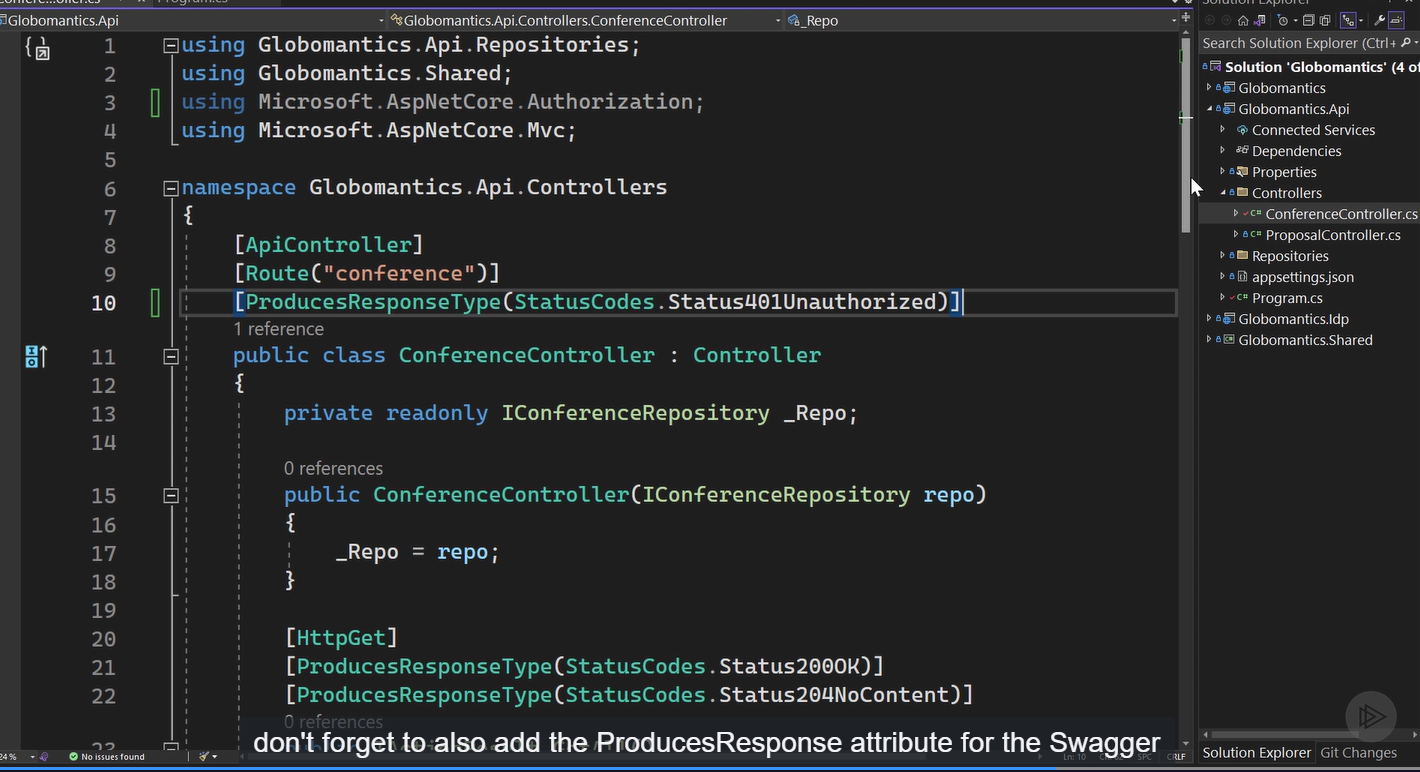 Globomantics.Api
Globomantics.Api.Controllers.ConferenceController
_Repo
1 using Globomantics.Api.Repositories;
2 using Globomantics.Shared;
3 using Microsoft.AspNetCore.Authorization;
4 using Microsoft.AspNetCore.Mvc;
5
6 namespace Globomantics.Api.Controllers
7 {
8 [ApiController]
9 [Route("conference")]
10 [ProducesResponseType(StatusCodes.Status401Unauthorized)]
1 reference
11 public class ConferenceController : Controller
12 {
13 private readonly IConferenceRepository _Repo;
14
0 references
15 public ConferenceController(IConferenceRepository repo)
16 {
17 _Repo = repo;
18 }
19
20 [HttpGet]
21 [ProducesResponseType(StatusCodes.Status200OK)]
22 [ProducesResponseType(StatusCodes.Status204NoContent)]
0 references
don't forget to also add the ProducesResponse attribute for the Swagger
No issues found
CRLF
Solution Explorer
Search Solution Explorer (Ctrl+
Solution 'Globomantics' (4 of
Globomantics
Globomantics.Api
Connected Services
Dependencies
Properties
Controllers
ConferenceController.cs
ProposalController.cs
Repositories
appsettings.json
Program.cs
Globomantics.Idp
Globomantics.Shared
Solution Explorer
Git Changes